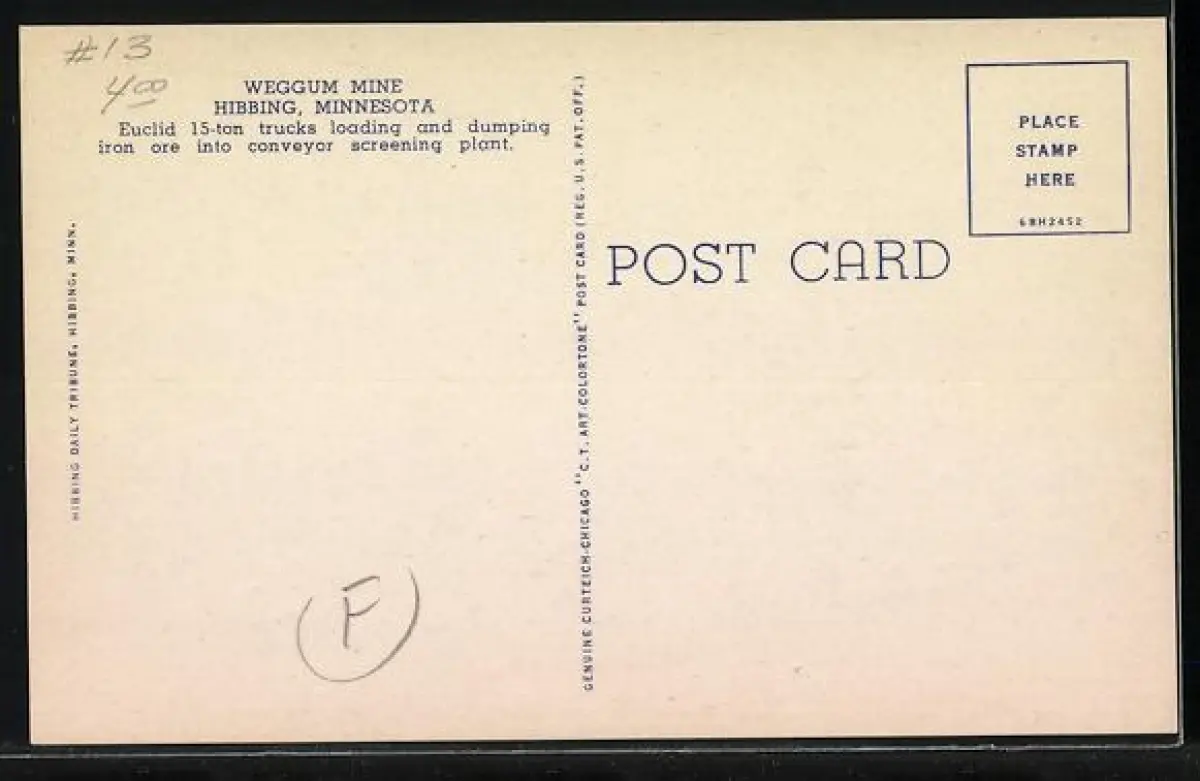 #13
4.00
WEGGUM MINE
HIBBING, MINNESOTA
Euclid 15-ton trucks loading and dumping
iron ore into conveyor screening plant.
HIBBING DAILY TRIBUNE, HIBBING, MINN.
GENUINE CURTEICH-CHICAGO "C.T. ART-COLORTONE" POST CARD (REG. U.S. PAT. OFF.)
POST CARD
PLACE
STAMP
HERE
6BH2452
F